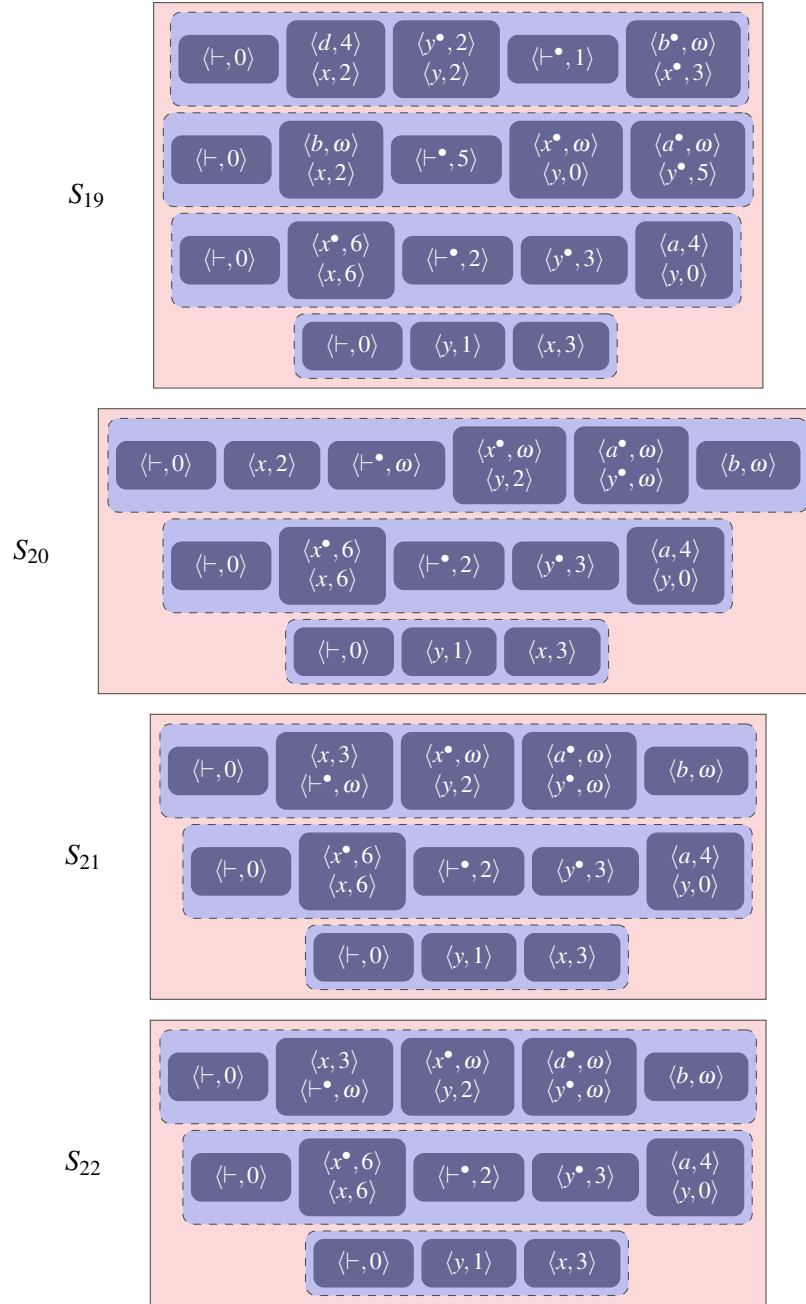 ⟨d, 4⟩ ⟨y•, 2⟩ ⟨b•, ω⟩
⟨⊢, 0⟩ ⟨⊢•, 1⟩
⟨x, 2⟩ ⟨y, 2⟩ ⟨x•, 3⟩
⟨b, ω⟩ ⟨x•, ω⟩ ⟨a•, ω⟩
⟨⊢, 0⟩ ⟨⊢•, 5⟩
⟨x, 2⟩ ⟨y, 0⟩ ⟨y•, 5⟩
S₁₉
⟨x•, 6⟩ ⟨a, 4⟩
⟨⊢, 0⟩ ⟨⊢•, 2⟩ ⟨y•, 3⟩
⟨x, 6⟩ ⟨y, 0⟩
⟨⊢, 0⟩ ⟨y, 1⟩ ⟨x, 3⟩
⟨x•, ω⟩ ⟨a•, ω⟩
⟨⊢, 0⟩ ⟨x, 2⟩ ⟨⊢•, ω⟩ ⟨b, ω⟩
⟨y, 2⟩ ⟨y•, ω⟩
S₂₀
⟨x•, 6⟩ ⟨a, 4⟩
⟨⊢, 0⟩ ⟨⊢•, 2⟩ ⟨y•, 3⟩
⟨x, 6⟩ ⟨y, 0⟩
⟨⊢, 0⟩ ⟨y, 1⟩ ⟨x, 3⟩
⟨x, 3⟩ ⟨x•, ω⟩ ⟨a•, ω⟩
⟨⊢, 0⟩ ⟨b, ω⟩
⟨⊢•, ω⟩ ⟨y, 2⟩ ⟨y•, ω⟩
S₂₁
⟨x•, 6⟩ ⟨a, 4⟩
⟨⊢, 0⟩ ⟨⊢•, 2⟩ ⟨y•, 3⟩
⟨x, 6⟩ ⟨y, 0⟩
⟨⊢, 0⟩ ⟨y, 1⟩ ⟨x, 3⟩
⟨x, 3⟩ ⟨x•, ω⟩ ⟨a•, ω⟩
⟨⊢, 0⟩ ⟨b, ω⟩
⟨⊢•, ω⟩ ⟨y, 2⟩ ⟨y•, ω⟩
S₂₂
⟨x•, 6⟩ ⟨a, 4⟩
⟨⊢, 0⟩ ⟨⊢•, 2⟩ ⟨y•, 3⟩
⟨x, 6⟩ ⟨y, 0⟩
⟨⊢, 0⟩ ⟨y, 1⟩ ⟨x, 3⟩